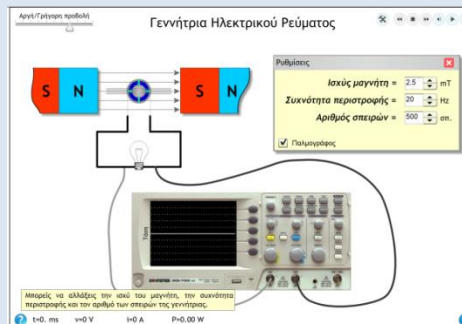 Αργή/Γρήγορη προβολή
Γεννήτρια Ηλεκτρικού Ρεύματος
Ρυθμίσεις
S N S N
Ισχύς μαγνήτη = 2.5 mT
Συχνότητα περιστροφής = 20 Hz
Αριθμός σπειρών = 500 σπ.
Παλμογράφος
Τάση
Μπορείς να αλλάξεις την ισχύ του μαγνήτη, την συχνότητα
περιστροφής και τον αριθμό των σπειρών της γεννήτριας.
t=0. ms v=0 V i=0 A P=0.00 W